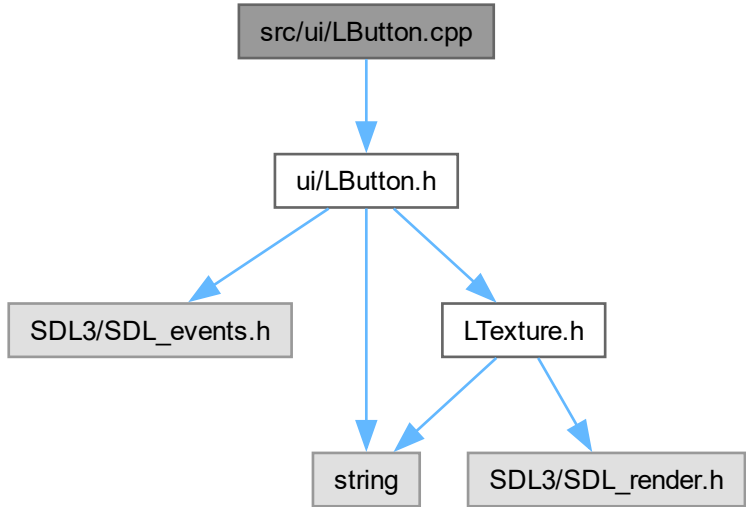 src/ui/LButton.cpp
ui/LButton.h
SDL3/SDL_events.h
LTexture.h
string
SDL3/SDL_render.h